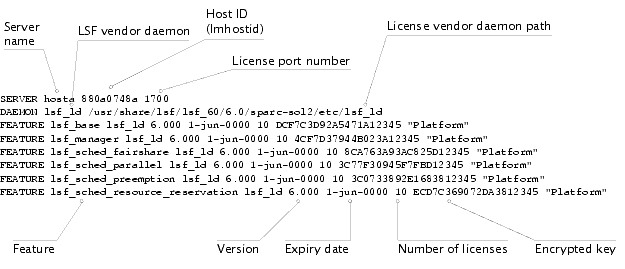 Server
name
LSF vendor daemon
Host ID
(lmhostid)
License port number
License vendor daemon path
SERVER hosta 880a0748a 1700
DAEMON lsf_ld /usr/share/lsf/lsf_60/6.0/sparc-sol2/etc/lsf_ld
FEATURE lsf_base lsf_ld 6.000 1-jun-0000 10 DCF7C3D92A5471A12345 "Platform"
FEATURE lsf_manager lsf_ld 6.000 1-jun-0000 10 4CF7D37944B023A12345 "Platform"
FEATURE lsf_sched_fairshare lsf_ld 6.000 1-jun-0000 10 8CA763A93AC825D12345 "Platform"
FEATURE lsf_sched_parallel lsf_ld 6.000 1-jun-0000 10 3C77F30945F7FBD12345 "Platform"
FEATURE lsf_sched_preemption lsf_ld 6.000 1-jun-0000 10 3C0733892E1683812345 "Platform"
FEATURE lsf_sched_resource_reservation lsf_ld 6.000 1-jun-0000 10 ECD7C369072DA3812345 "Platform"
Feature
Version
Expiry date
Number of licenses
Encrypted key